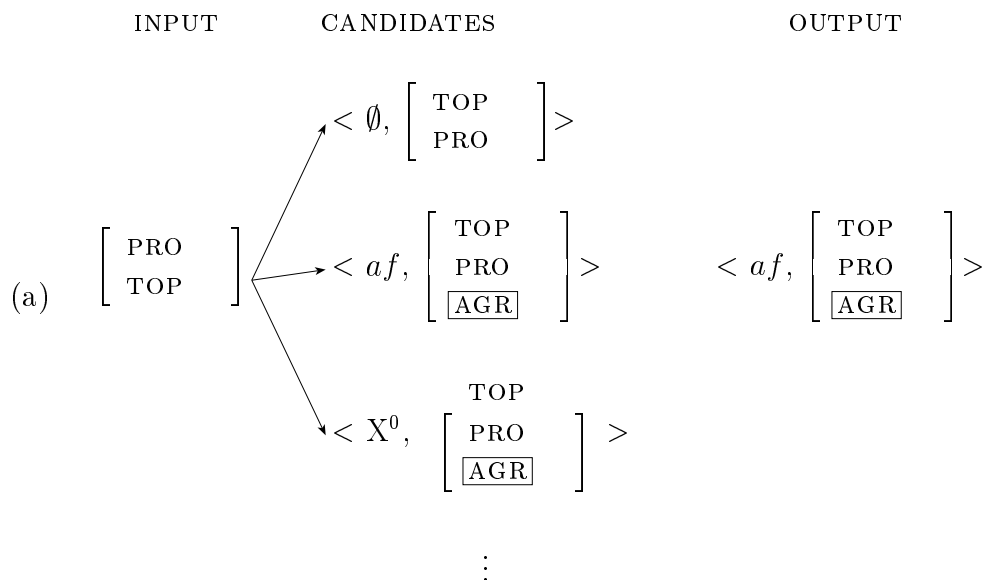 INPUT CANDIDATES OUTPUT
< ∅, [ TOP
PRO ] >
(a) [ PRO
TOP ]
< af, [ TOP
PRO
AGR ] >
< X⁰, TOP
[ PRO
AGR ] >
⋮
< af, [ TOP
PRO
AGR ] >